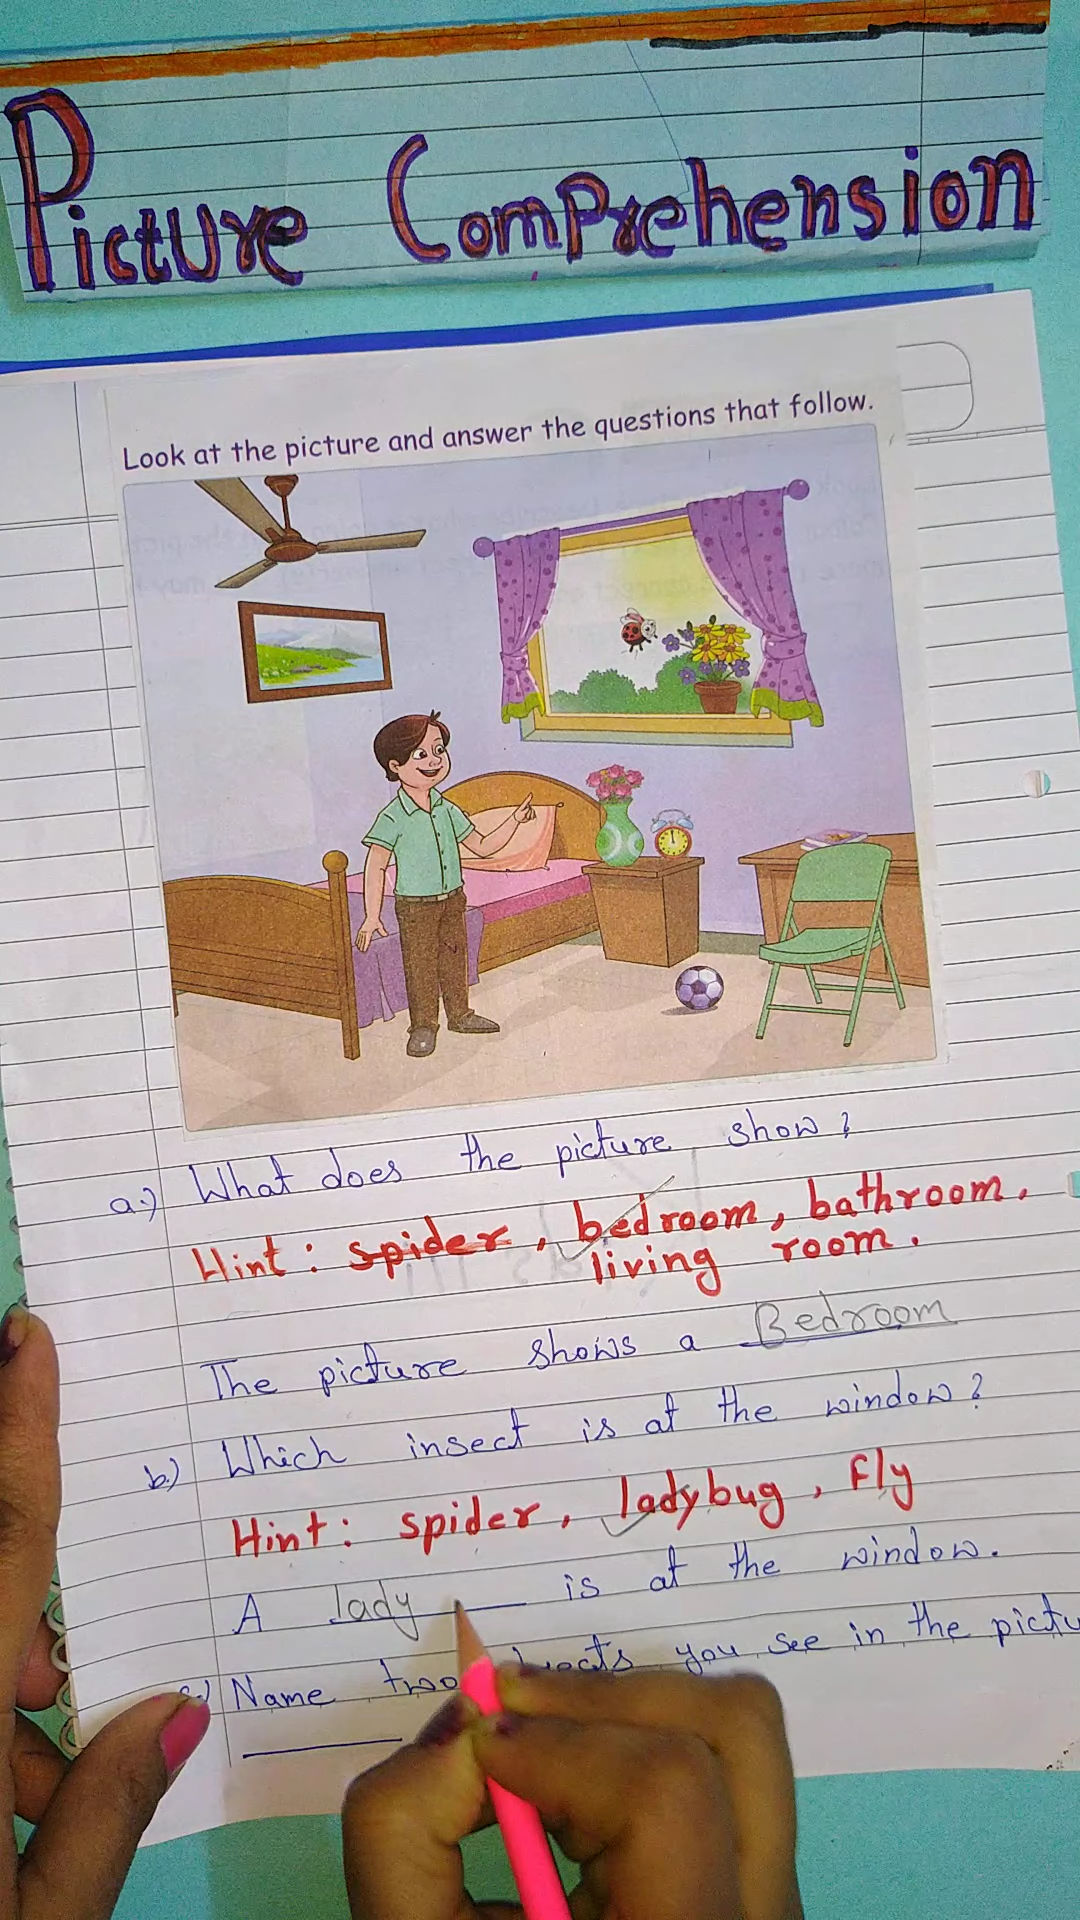 Picture Comprehension
Look at the picture and answer the questions that follow.
a.) What does the picture show?
Hint: spider, bedroom, bathroom,
living room.
The picture shows a Bedroom
b.) Which insect is at the window?
Hint: spider, ladybug, fly
A lady is at the window.
c.) Name two you see in the